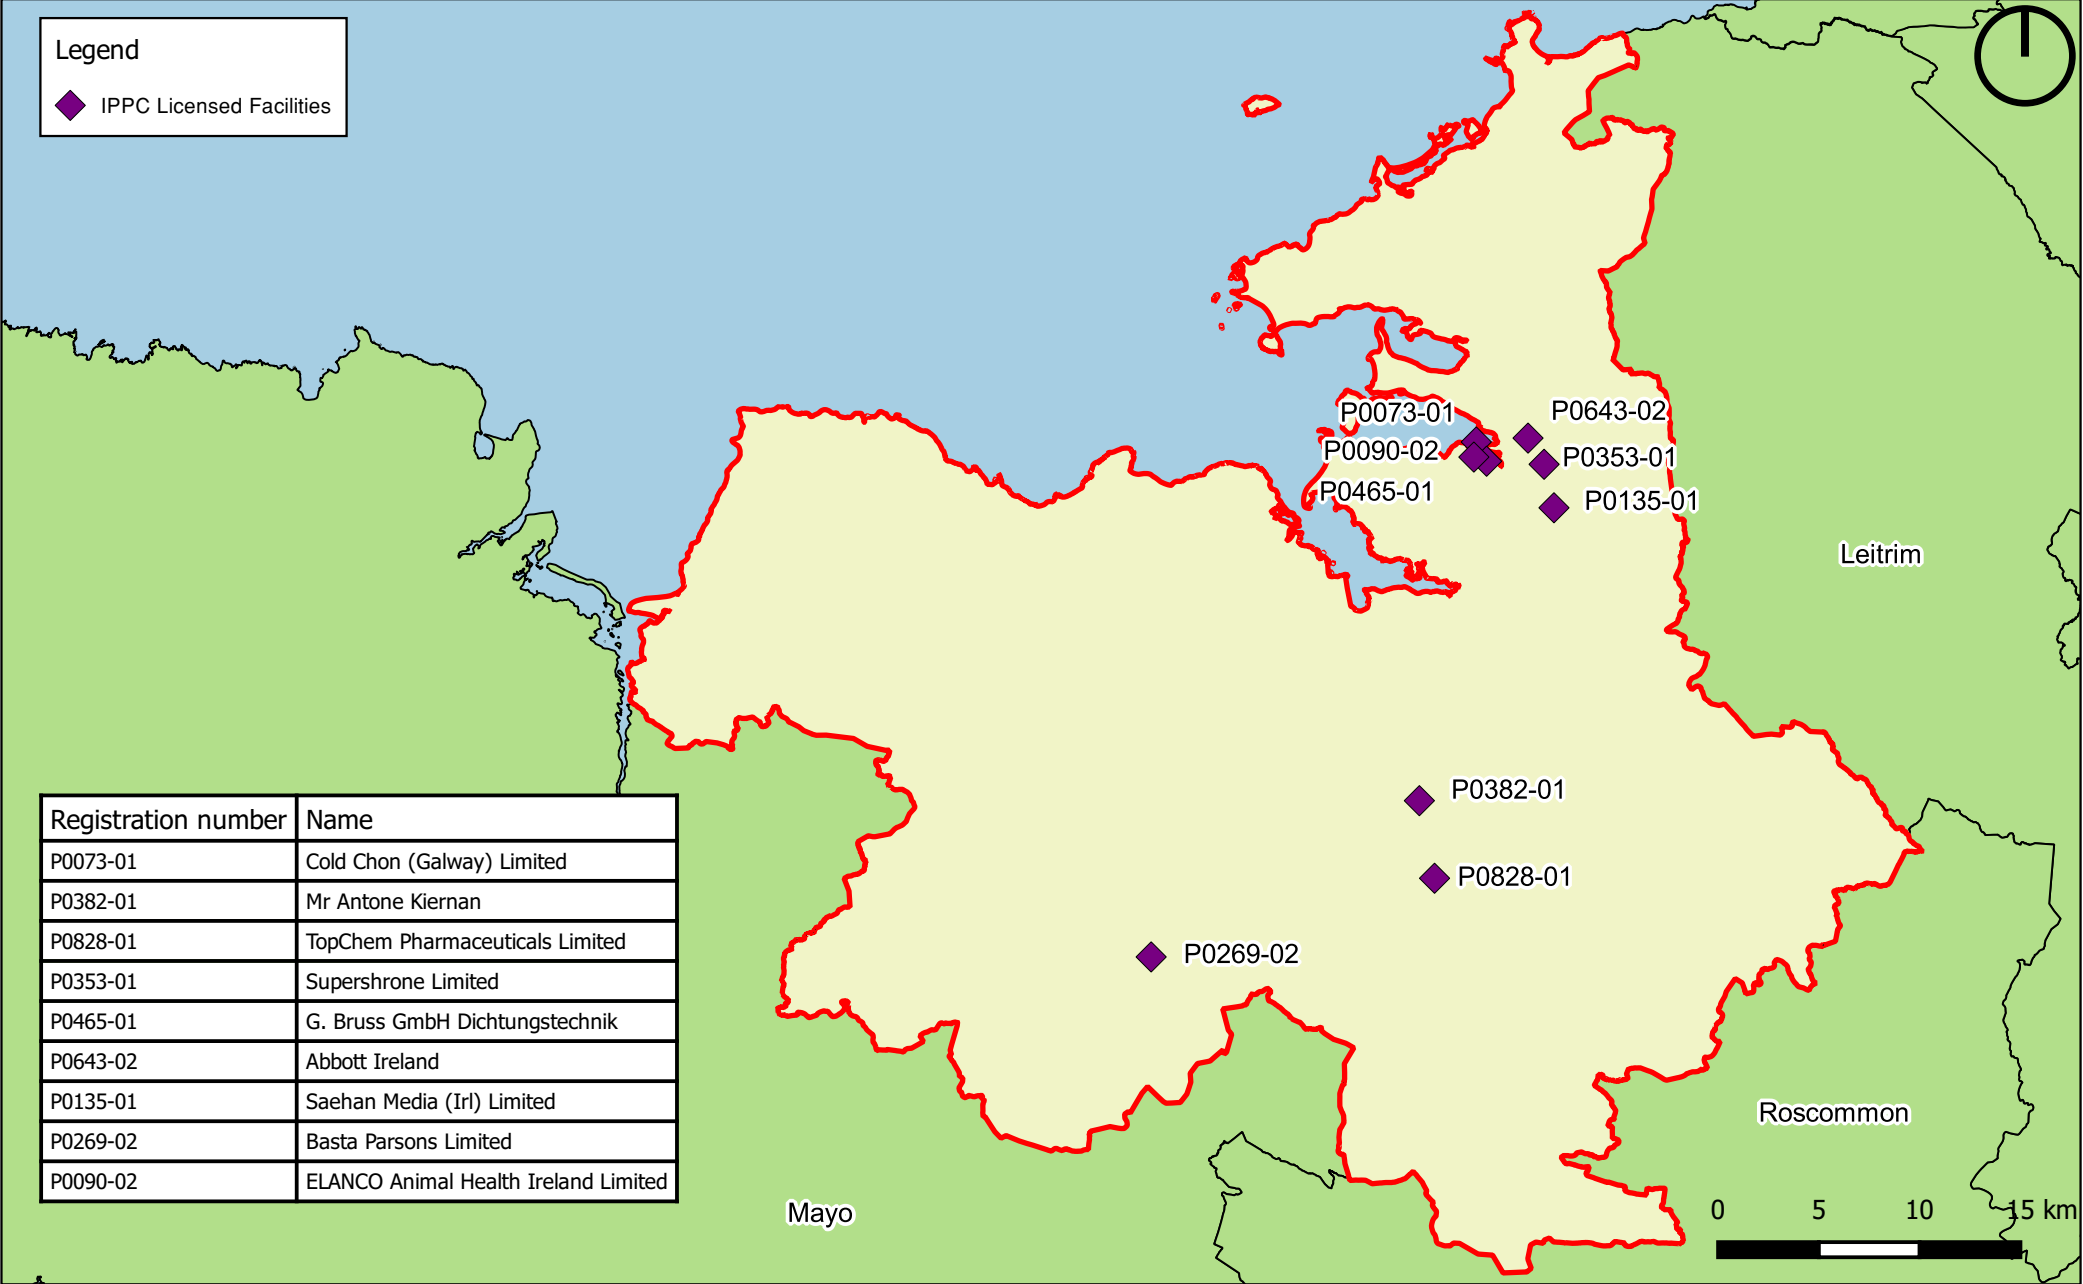 Legend
IPPC Licensed Facilities
P0073-01
P0643-02
P0090-02
P0353-01
P0465-01
P0135-01
Leitrim
P0382-01
P0828-01
P0269-02
Registration number Name
P0073-01 Cold Chon (Galway) Limited
P0382-01 Mr Antone Kiernan
P0828-01 TopChem Pharmaceuticals Limited
P0353-01 Supershrone Limited
P0465-01 G. Bruss GmbH Dichtungstechnik
P0643-02 Abbott Ireland
P0135-01 Saehan Media (Irl) Limited
P0269-02 Basta Parsons Limited
P0090-02 ELANCO Animal Health Ireland Limited
Roscommon
Mayo
0 5 10 15 km